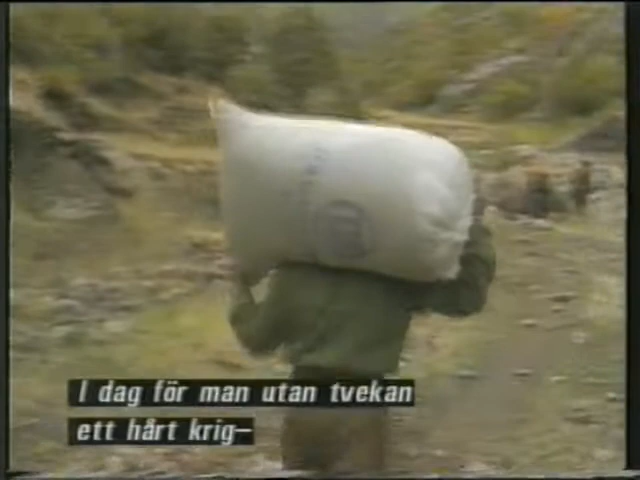 I dag för man utan tvekan
ett hårt krig–